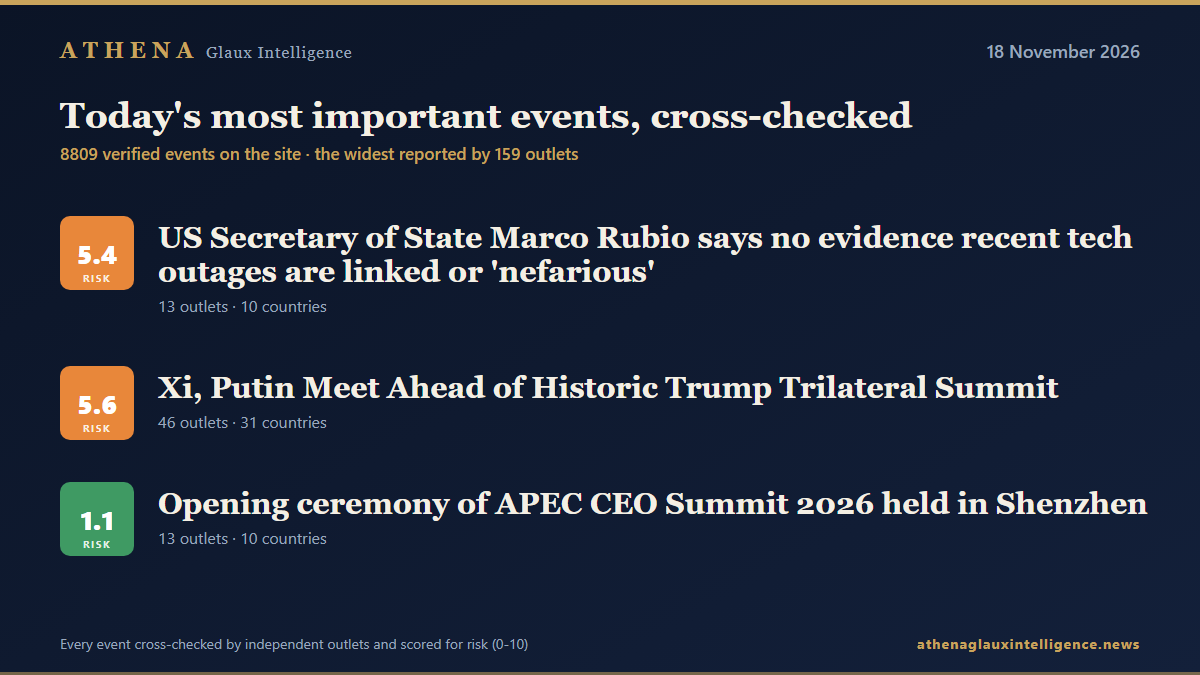 ATHENA Glaux Intelligence
18 November 2026
Today's most important events, cross-checked
8809 verified events on the site · the widest reported by 159 outlets
5.4
RISK
US Secretary of State Marco Rubio says no evidence recent tech
outages are linked or 'nefarious'
13 outlets · 10 countries
5.6
RISK
Xi, Putin Meet Ahead of Historic Trump Trilateral Summit
46 outlets · 31 countries
1.1
RISK
Opening ceremony of APEC CEO Summit 2026 held in Shenzhen
13 outlets · 10 countries
Every event cross-checked by independent outlets and scored for risk (0-10)
athenaglauxintelligence.news